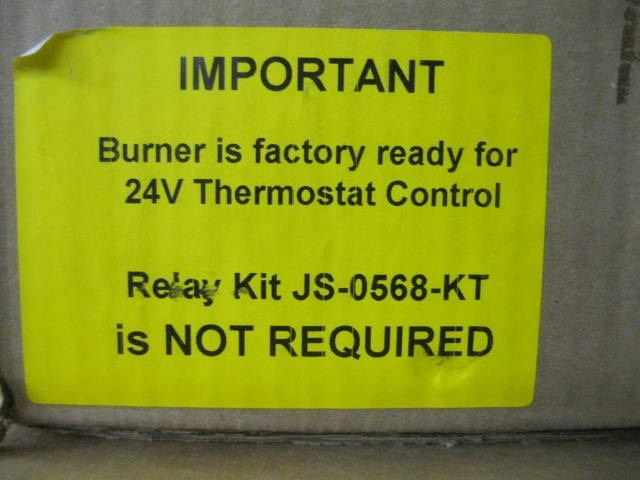 IMPORTANT
Burner is factory ready for
24V Thermostat Control
Relay Kit JS-0568-KT
is NOT REQUIRED